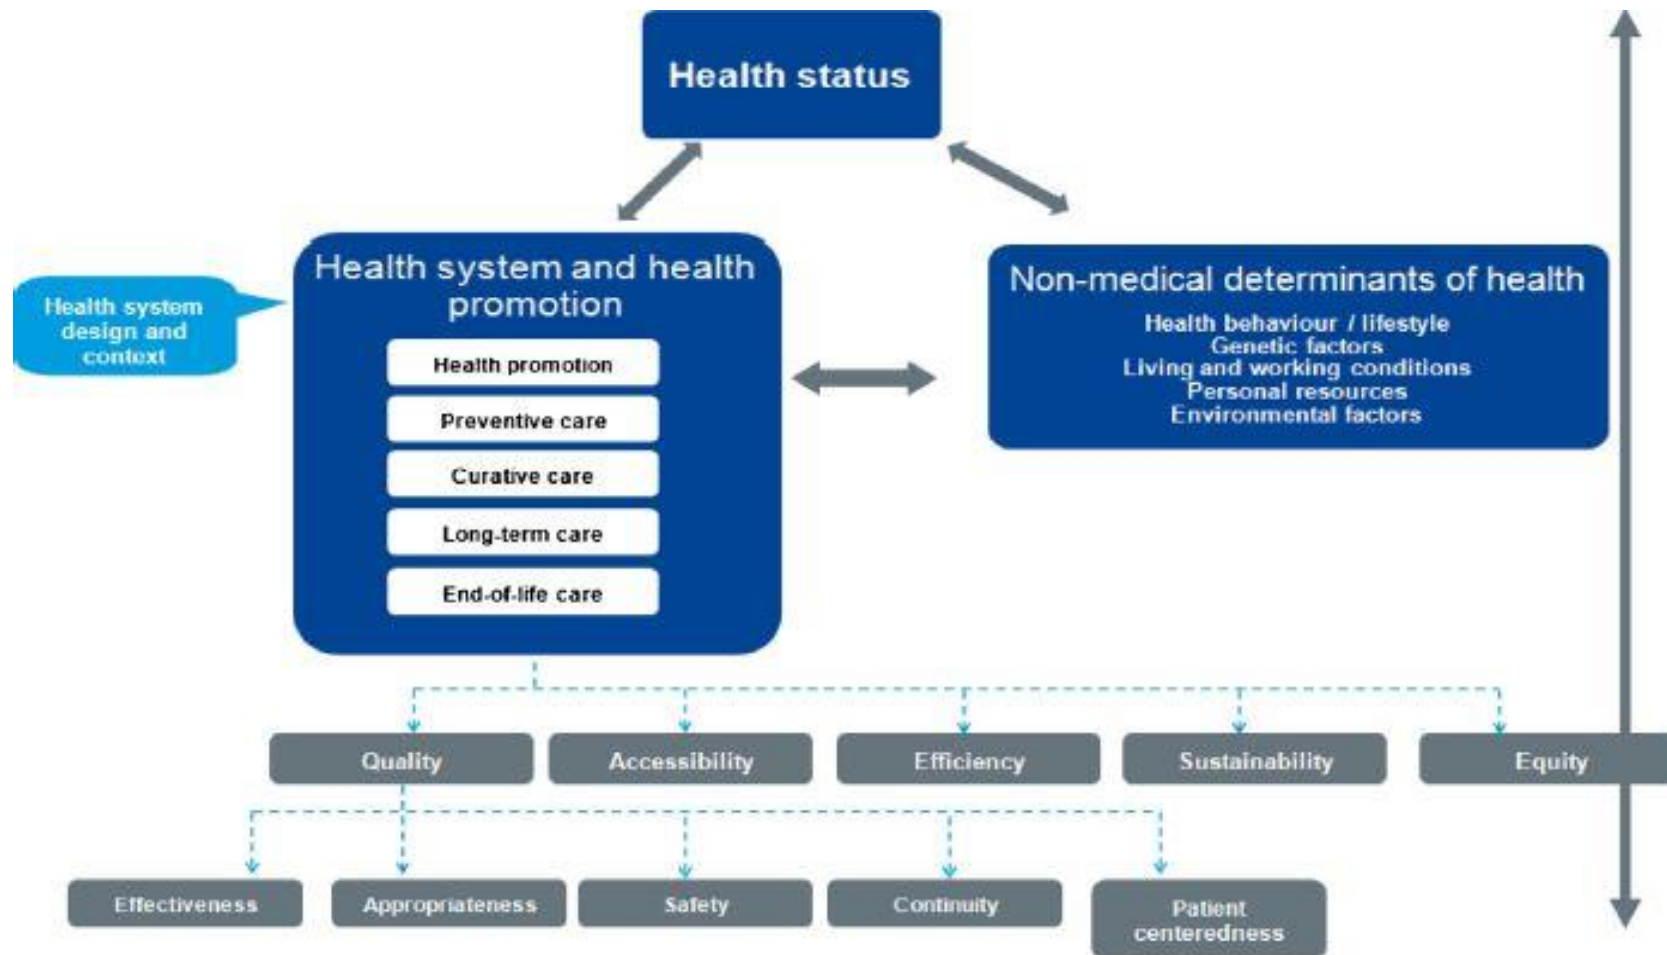 Health status
Health system and health
promotion
Health system
design and
context
Health promotion
Preventive care
Curative care
Long-term care
End-of-life care
Non-medical determinants of health
Health behaviour / lifestyle
Genetic factors
Living and working conditions
Personal resources
Environmental factors
Quality
Accessibility
Efficiency
Sustainability
Equity
Effectiveness
Appropriateness
Safety
Continuity
Patient
centeredness